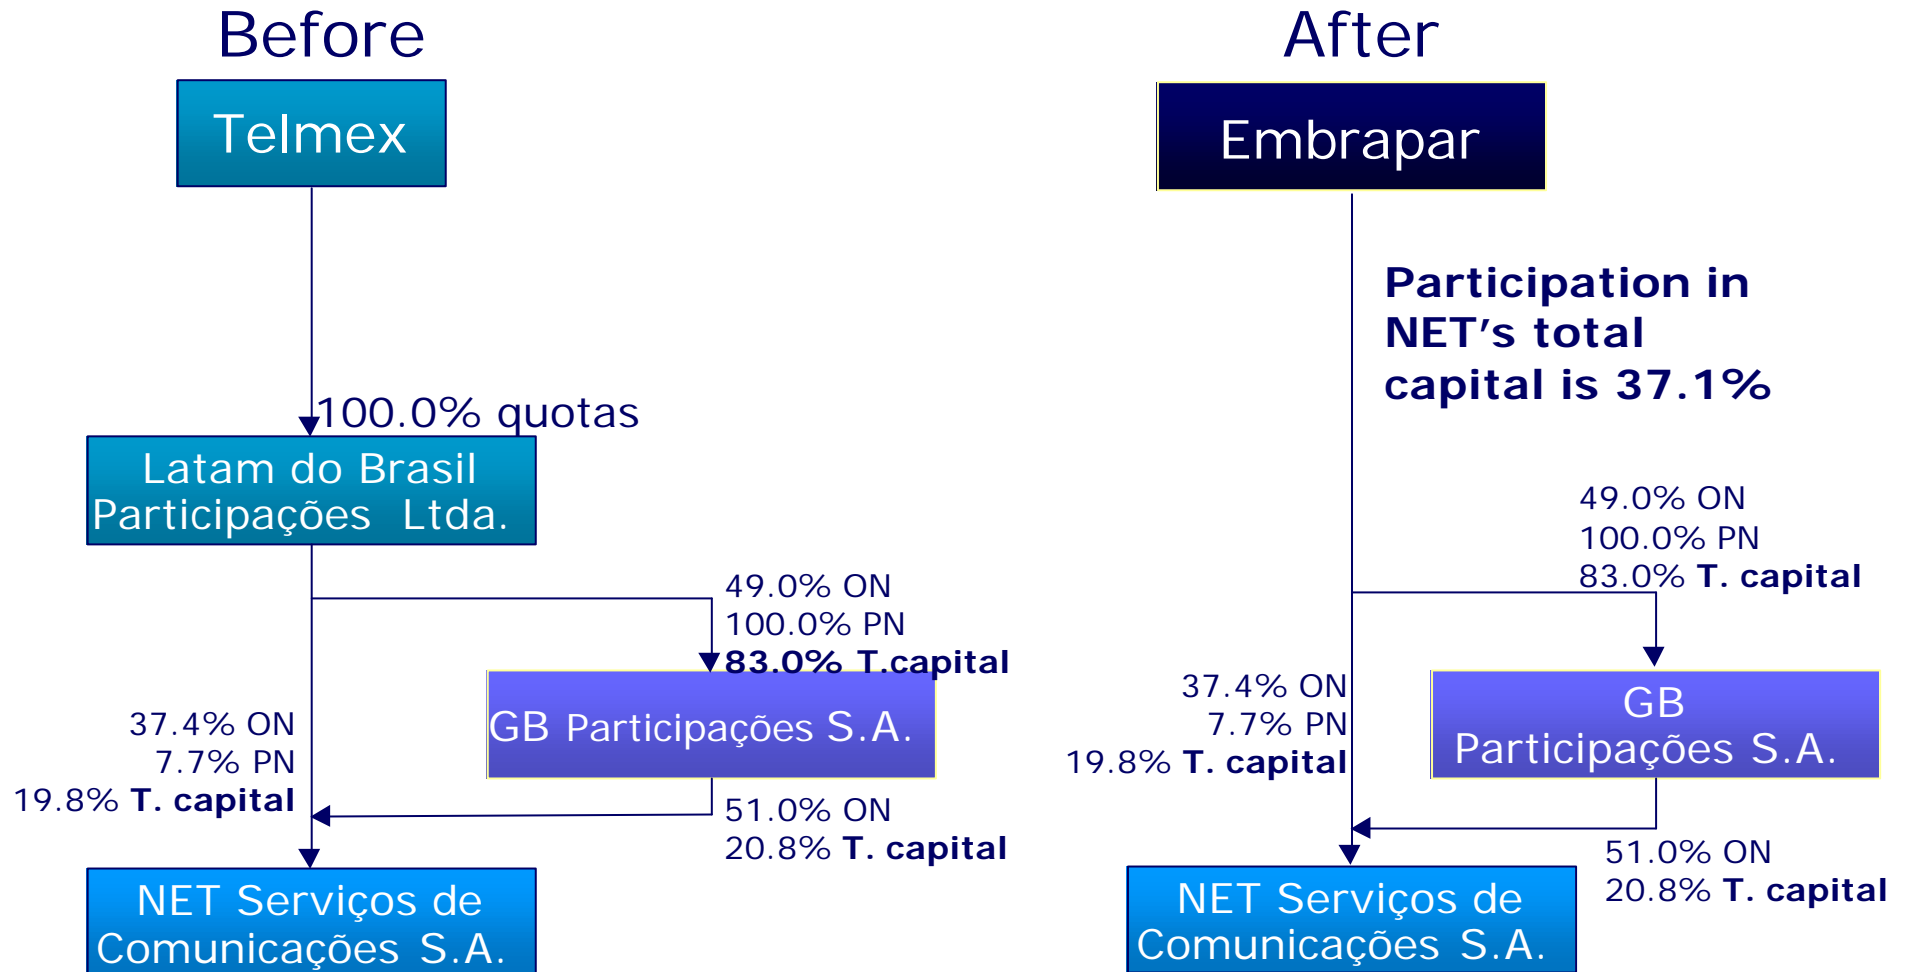 Before
Telmex
100.0% quotas
Latam do Brasil
Participações Ltda.
49.0% ON
100.0% PN
83.0% T.capital
GB Participações S.A.
37.4% ON
7.7% PN
19.8% T. capital
51.0% ON
20.8% T. capital
NET Serviços de
Comunicações S.A.
After
Embrapar
Participation in
NET’s total
capital is 37.1%
49.0% ON
100.0% PN
83.0% T. capital
37.4% ON
7.7% PN
19.8% T. capital
GB
Participações S.A.
51.0% ON
20.8% T. capital
NET Serviços de
Comunicações S.A.